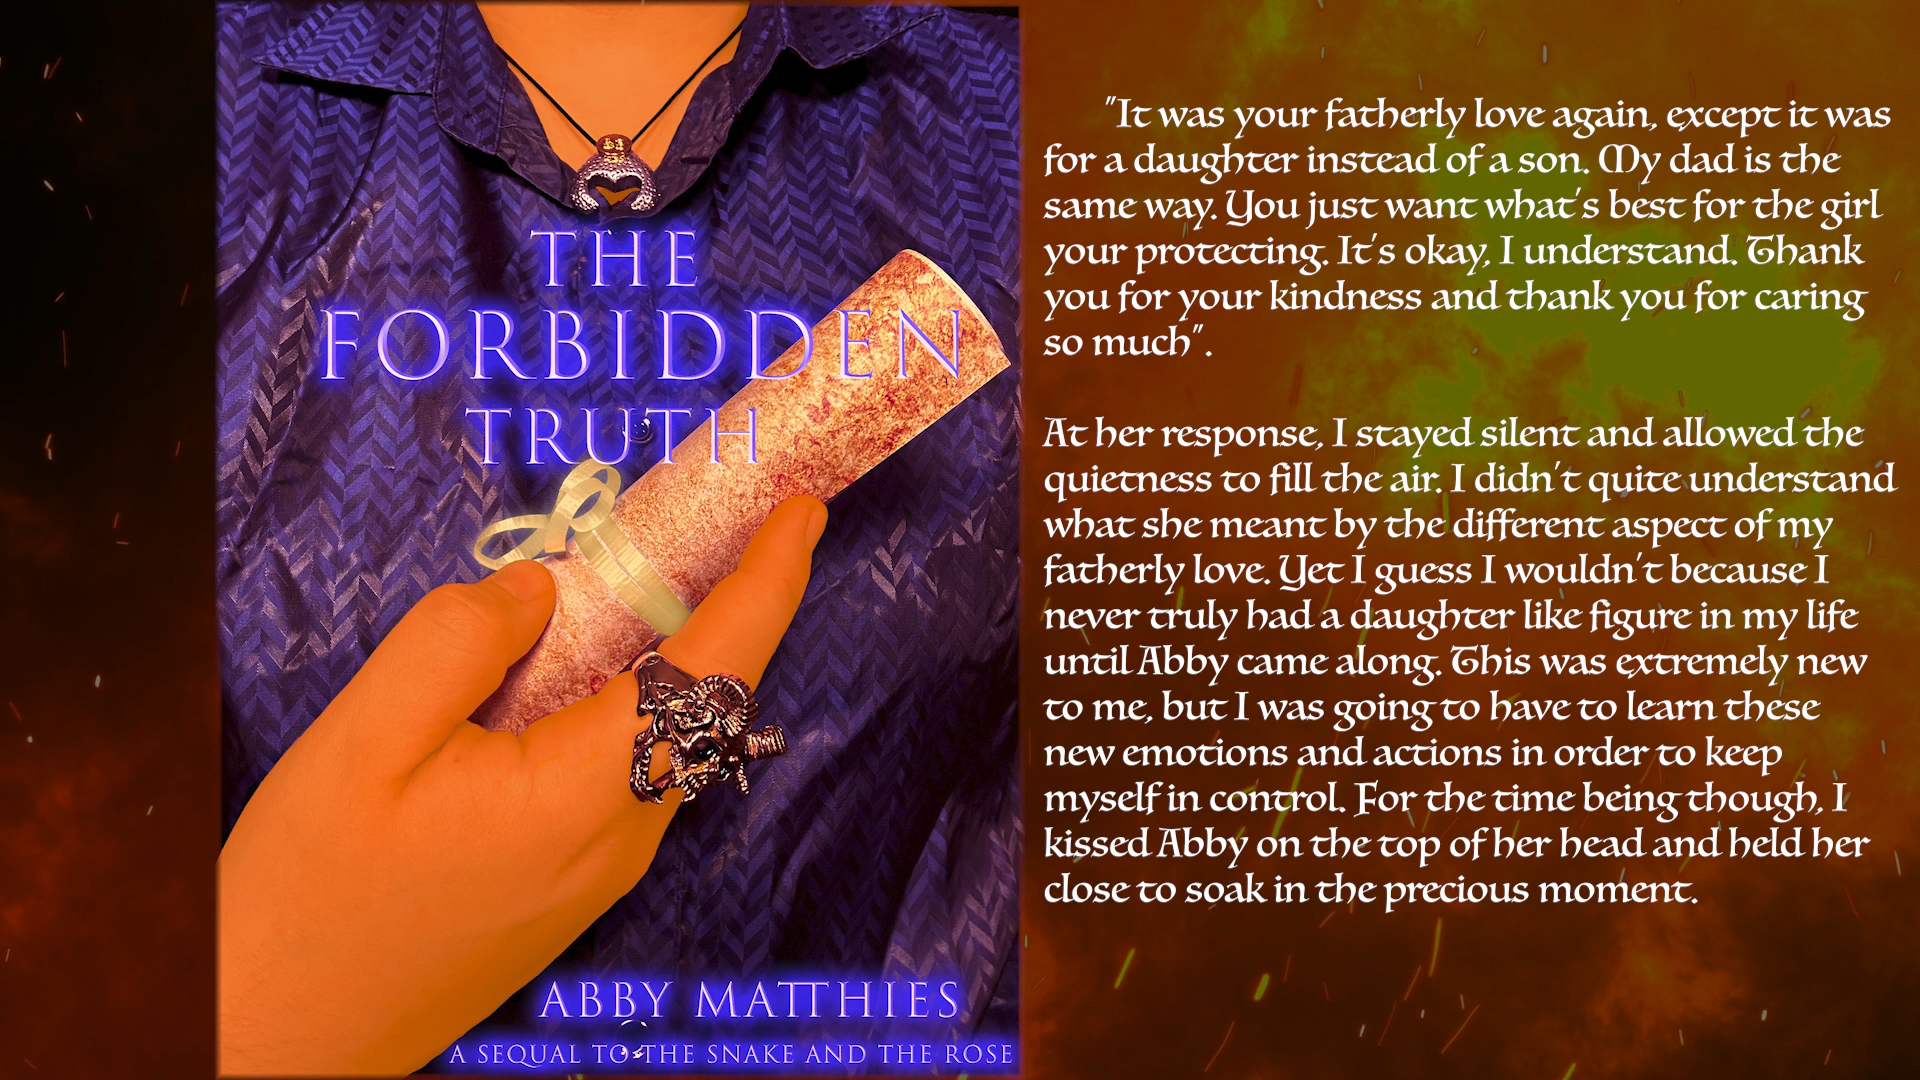 THE
FORBIDDEN
TRUTH
ABBY MATTHIES
A SEQUAL TO THE SNAKE AND THE ROSE
"It was your fatherly love again, except it was
for a daughter instead of a son. My dad is the
same way. You just want what's best for the girl
your protecting. It's okay, I understand. Thank
you for your kindness and thank you for caring
so much".
At her response, I stayed silent and allowed the
quietness to fill the air. I didn't quite understand
what she meant by the different aspect of my
fatherly love. Yet I guess I wouldn't because I
never truly had a daughter like figure in my life
until Abby came along. This was extremely new
to me, but I was going to have to learn these
new emotions and actions in order to keep
myself in control. For the time being though, I
kissed Abby on the top of her head and held her
close to soak in the precious moment.